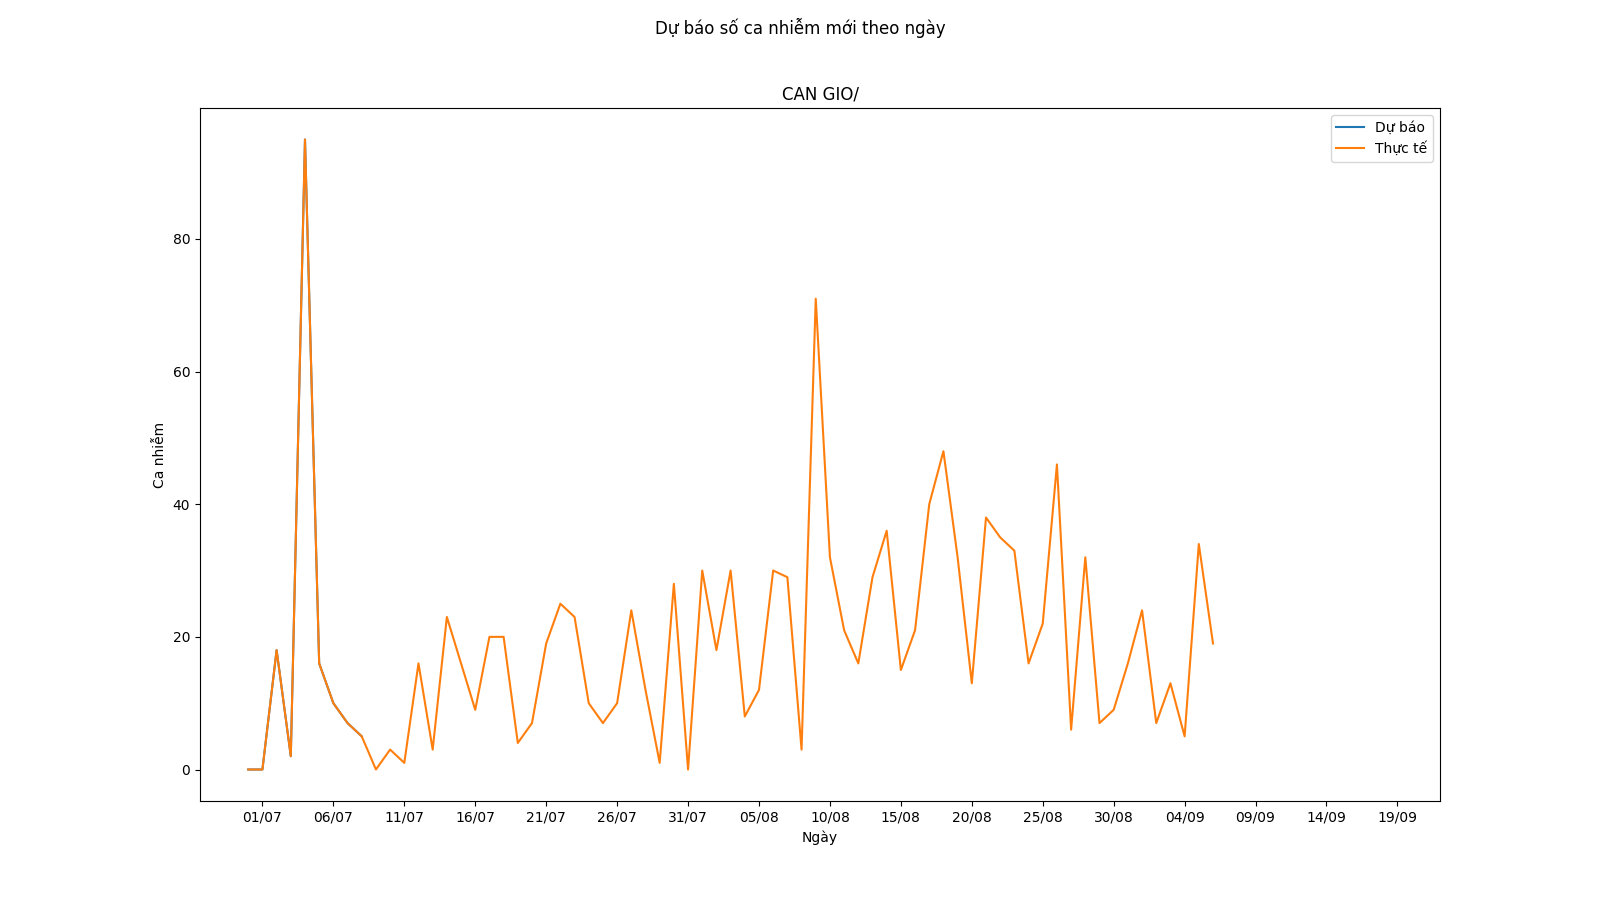 Dự báo số ca nhiễm mới theo ngày
CAN GIO/
Dự báo
Thực tế
80
60
40
20
0
Ca nhiễm
01/07 06/07 11/07 16/07 21/07 26/07 31/07 05/08 10/08 15/08 20/08 25/08 30/08 04/09 09/09 14/09 19/09
Ngày